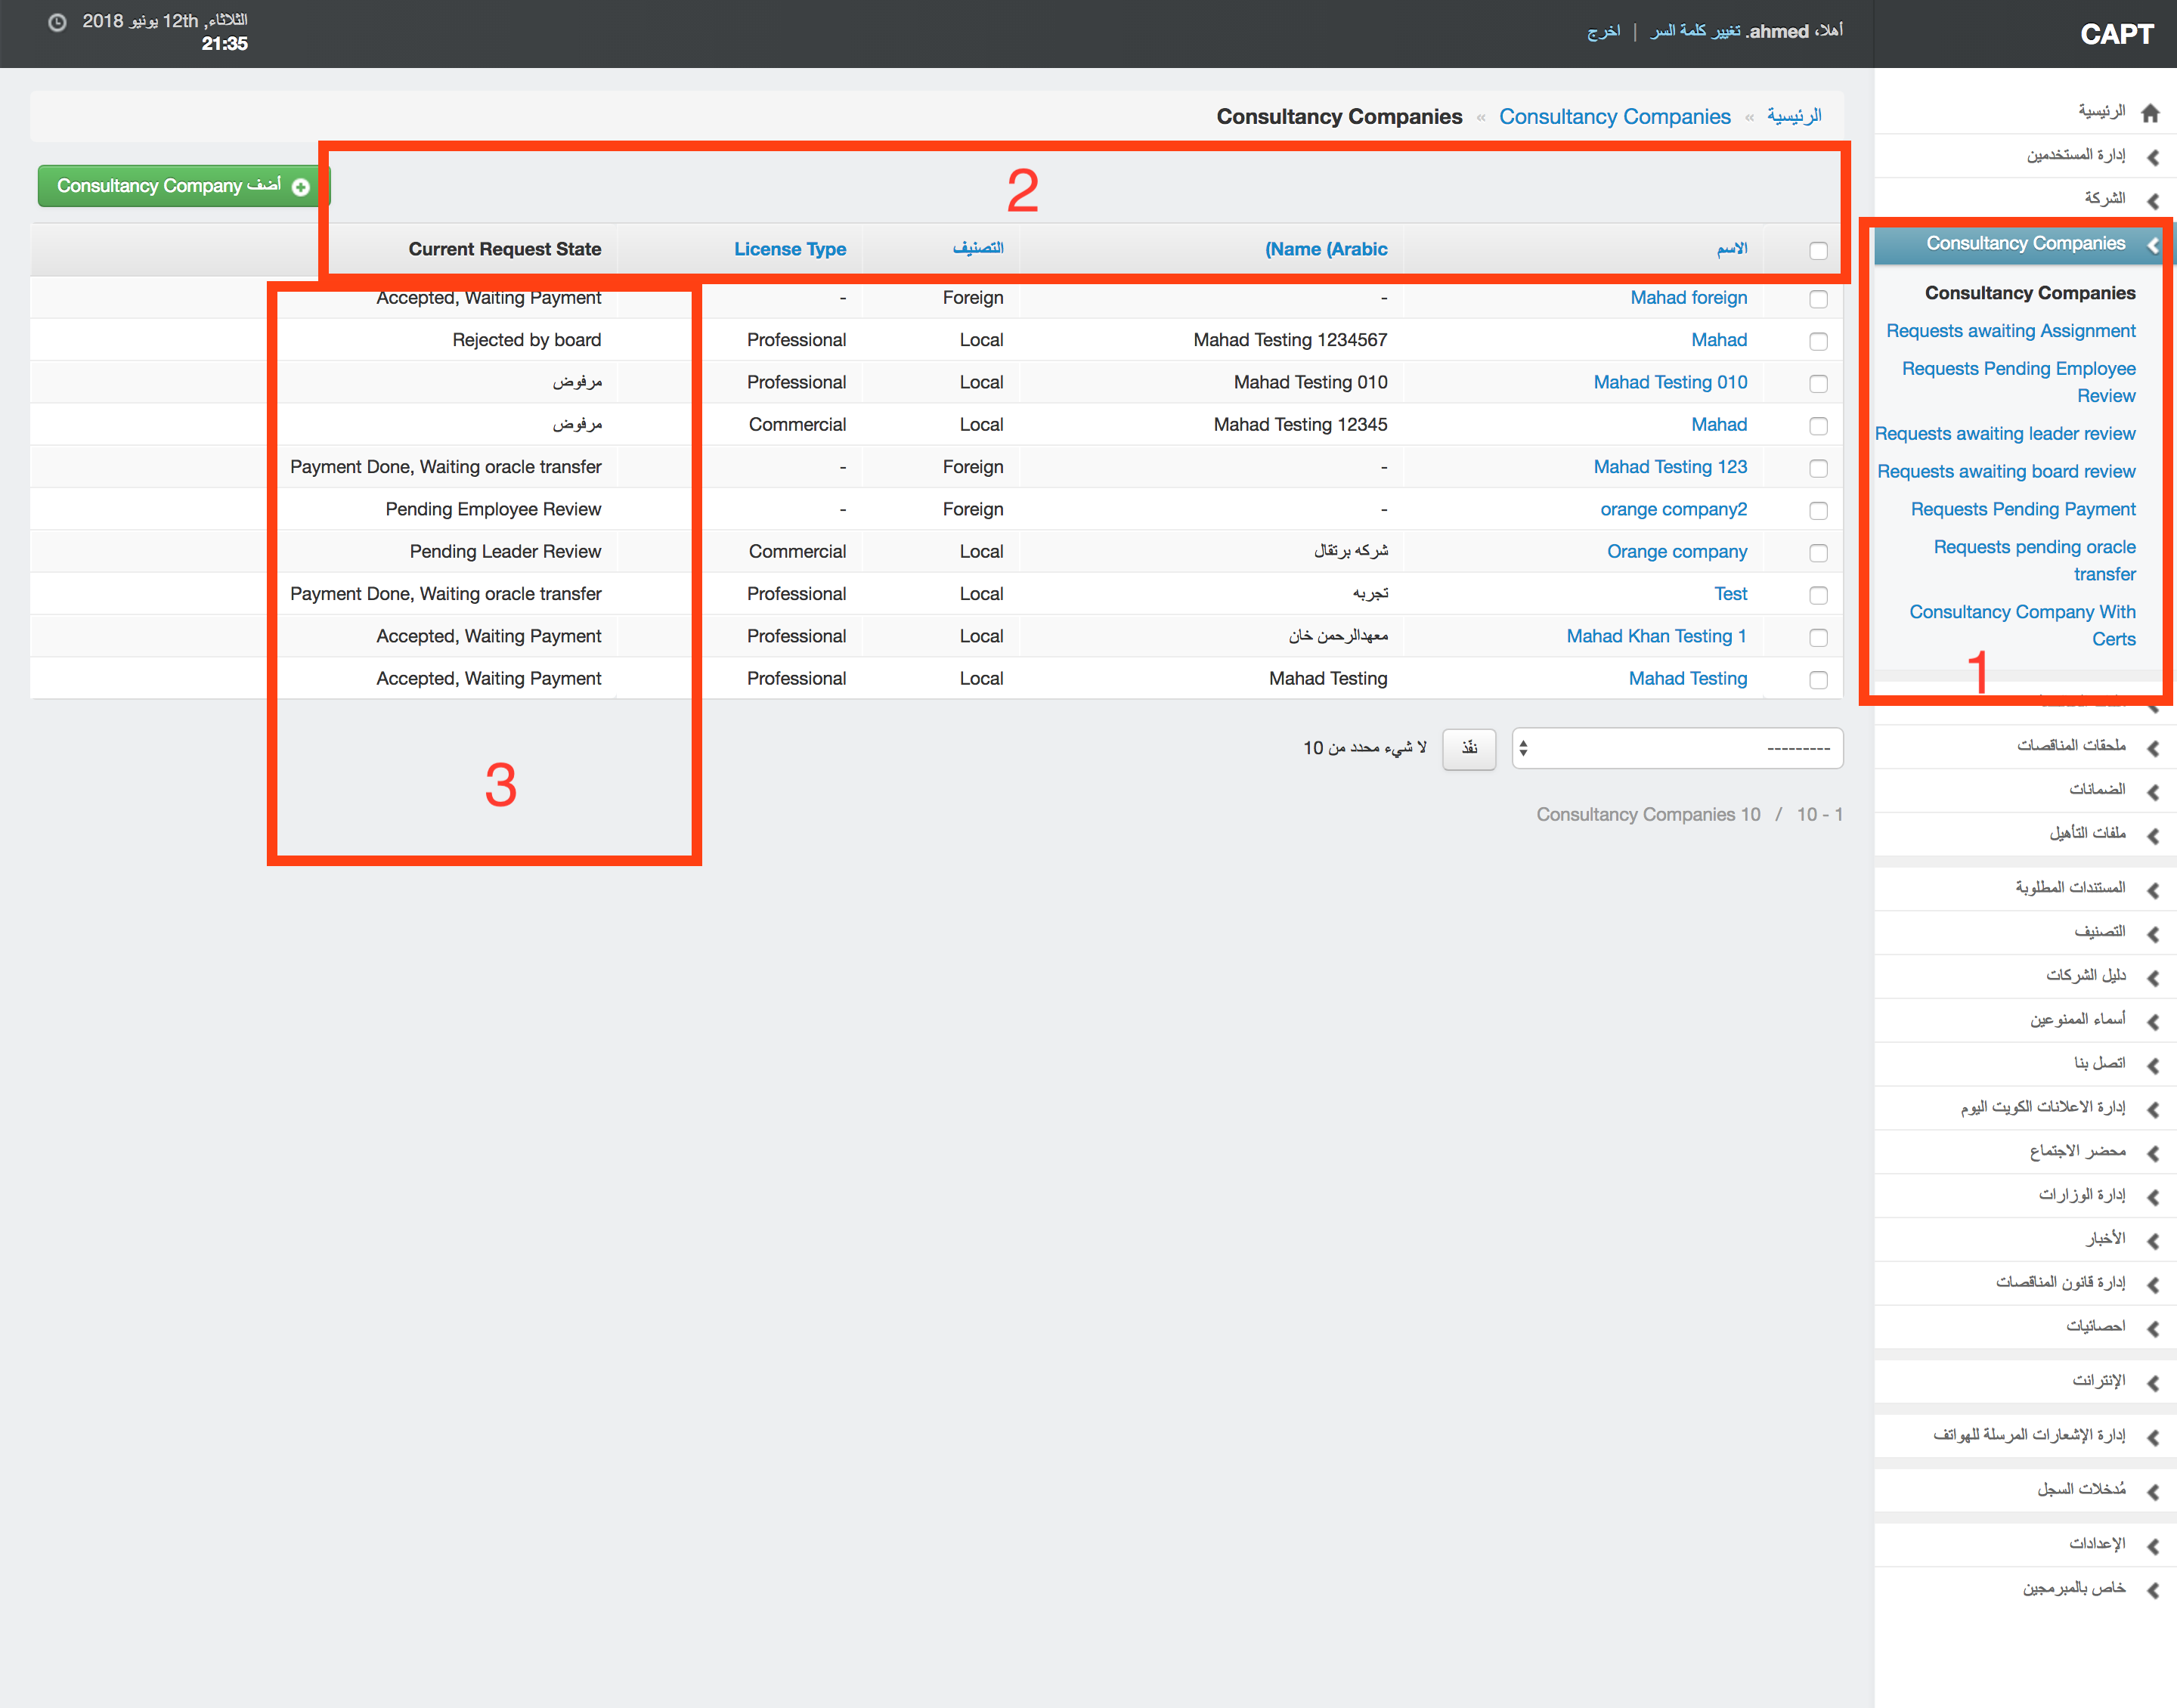 CAPT
أهلا، ahmed. تغيير كلمة السر | اخرج
الثلاثاء, 12th يونيو 2018
21:35
الرئيسية » Consultancy Companies » Consultancy Companies
أضف Consultancy Company
2
الاسم (Name (Arabic التصنيف License Type Current Request State
Mahad foreign - Foreign - Accepted, Waiting Payment
Mahad Mahad Testing 1234567 Local Professional Rejected by board
Mahad Testing 010 Mahad Testing 010 Local Professional مرفوض
Mahad Mahad Testing 12345 Local Commercial مرفوض
Mahad Testing 123 - Foreign - Payment Done, Waiting oracle transfer
orange company2 - Foreign - Pending Employee Review
Orange company شركه برتقال Local Commercial Pending Leader Review
Test تجربه Local Professional Payment Done, Waiting oracle transfer
Mahad Khan Testing 1 معهدالرحمن خان Local Professional Accepted, Waiting Payment
Mahad Testing Mahad Testing Local Professional Accepted, Waiting Payment
--------- نفّذ لا شيء محدد من 10
3
1 - 10 / 10 Consultancy Companies
الرئيسية
إدارة المستخدمين
الشركة
Consultancy Companies
Consultancy Companies
Requests awaiting Assignment
Requests Pending Employee
Review
Requests awaiting leader review
Requests awaiting board review
Requests Pending Payment
Requests pending oracle
transfer
Consultancy Company With
Certs
1
ملحقات المناقصات
الضمانات
ملفات التأهيل
المستندات المطلوبة
التصنيف
دليل الشركات
أسماء الممنوعين
اتصل بنا
إدارة الاعلانات الكويت اليوم
محضر الاجتماع
إدارة الوزارات
الأخبار
إدارة قانون المناقصات
احصائيات
الإنترانت
إدارة الإشعارات المرسلة للهواتف
مُدخلات السجل
الإعدادات
خاص بالمبرمجين